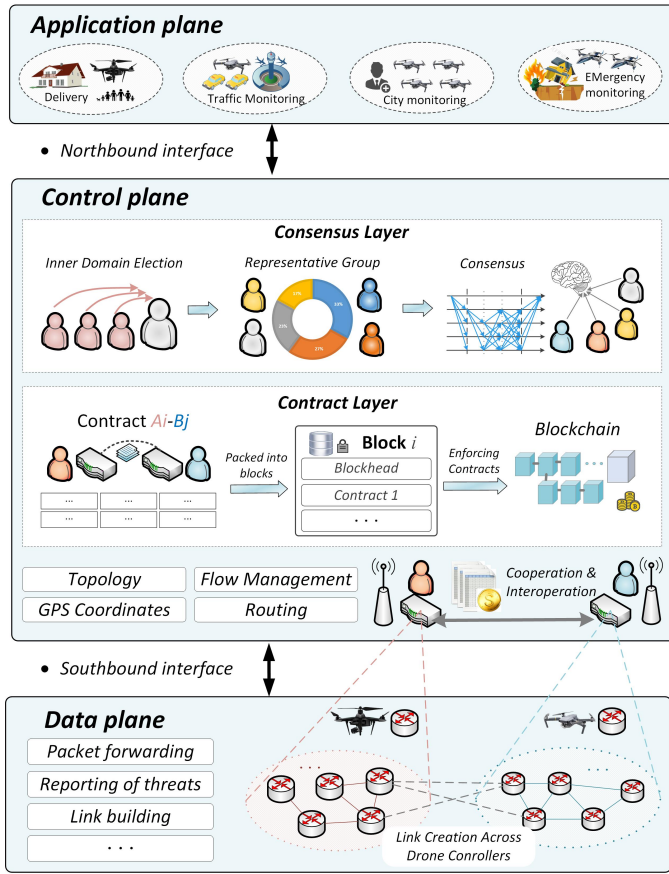 Application plane
Delivery
Traffic Monitoring
City monitoring
EMergency
monitoring
• Northbound interface
Control plane
Consensus Layer
Inner Domain Election
Representative Group
Consensus
33%
27%
Contract Layer
Contract Ai-Bj
Packed into
blocks
Block i
Blockhead
Contract 1
. . .
Enforcing
Contracts
Blockchain
...
... ... ...
... ... ...
Topology
Flow Management
GPS Coordinates
Routing
Cooperation &
Interoperation
• Southbound interface
Data plane
Packet forwarding
Reporting of threats
Link building
. . .
. . .
...
Link Creation Across
Drone Conrollers